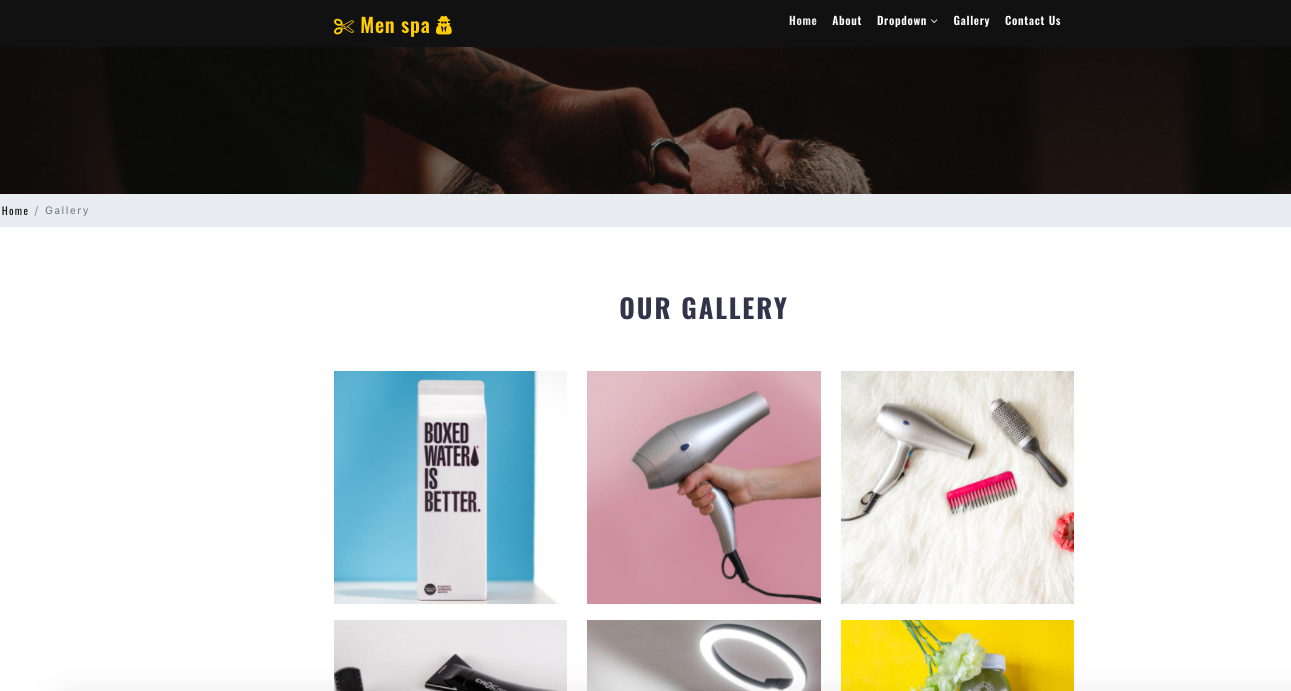 Men spa
Home About Dropdown Gallery Contact Us
Home / Gallery
OUR GALLERY
BOXED
WATER
IS
BETTER.